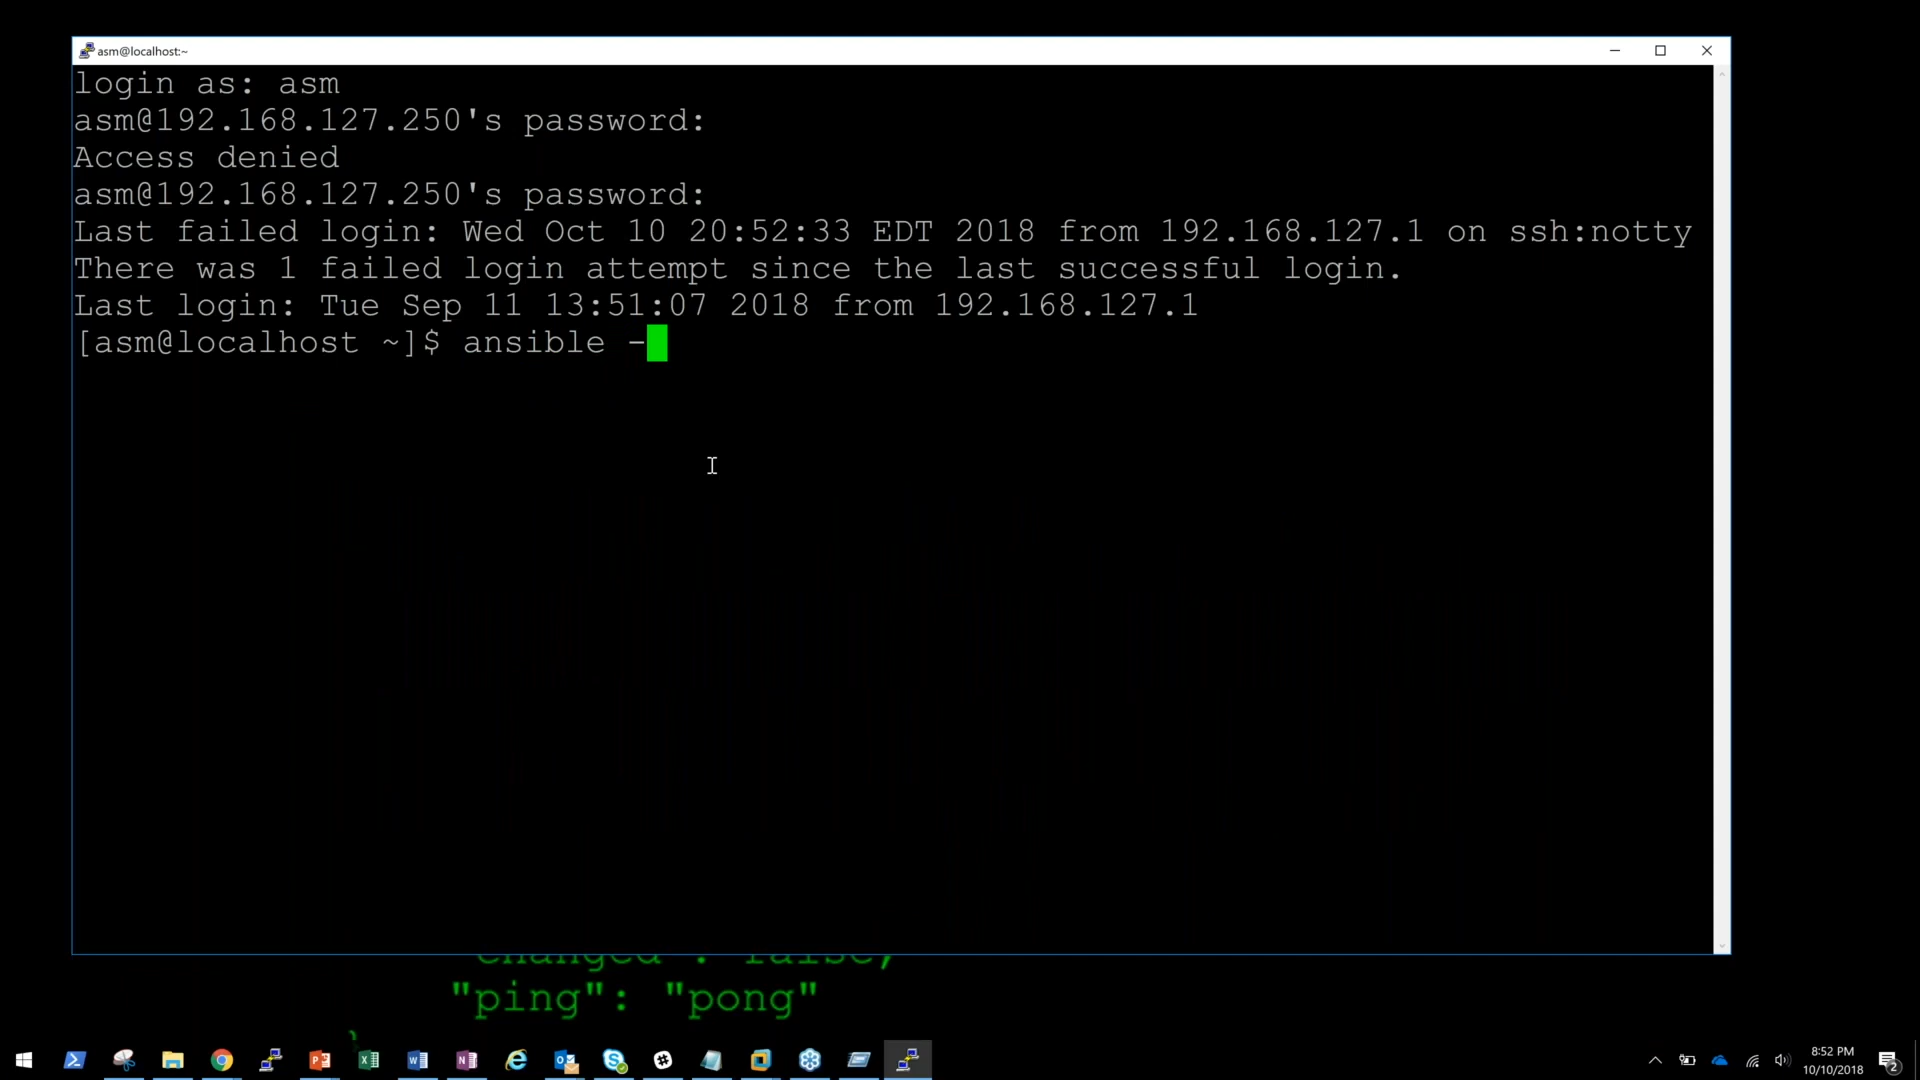 asm@localhost:~
login as: asm
asm@192.168.127.250's password:
Access denied
asm@192.168.127.250's password:
Last failed login: Wed Oct 10 20:52:33 EDT 2018 from 192.168.127.1 on ssh:notty
There was 1 failed login attempt since the last successful login.
Last login: Tue Sep 11 13:51:07 2018 from 192.168.127.1
[asm@localhost ~]$ ansible -
"changed": false,
"ping": "pong"
}
8:52 PM
10/10/2018
2